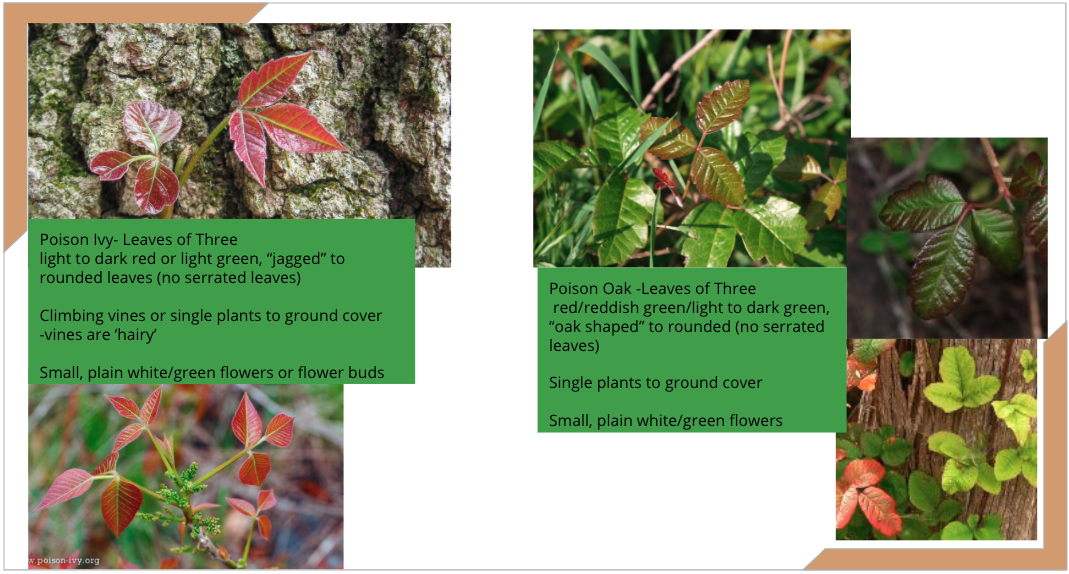 Poison Ivy- Leaves of Three
light to dark red or light green, “jagged” to
rounded leaves (no serrated leaves)
Climbing vines or single plants to ground cover
-vines are ‘hairy’
Small, plain white/green flowers or flower buds
w.poison-ivy.org
Poison Oak -Leaves of Three
red/reddish green/light to dark green,
“oak shaped” to rounded (no serrated
leaves)
Single plants to ground cover
Small, plain white/green flowers